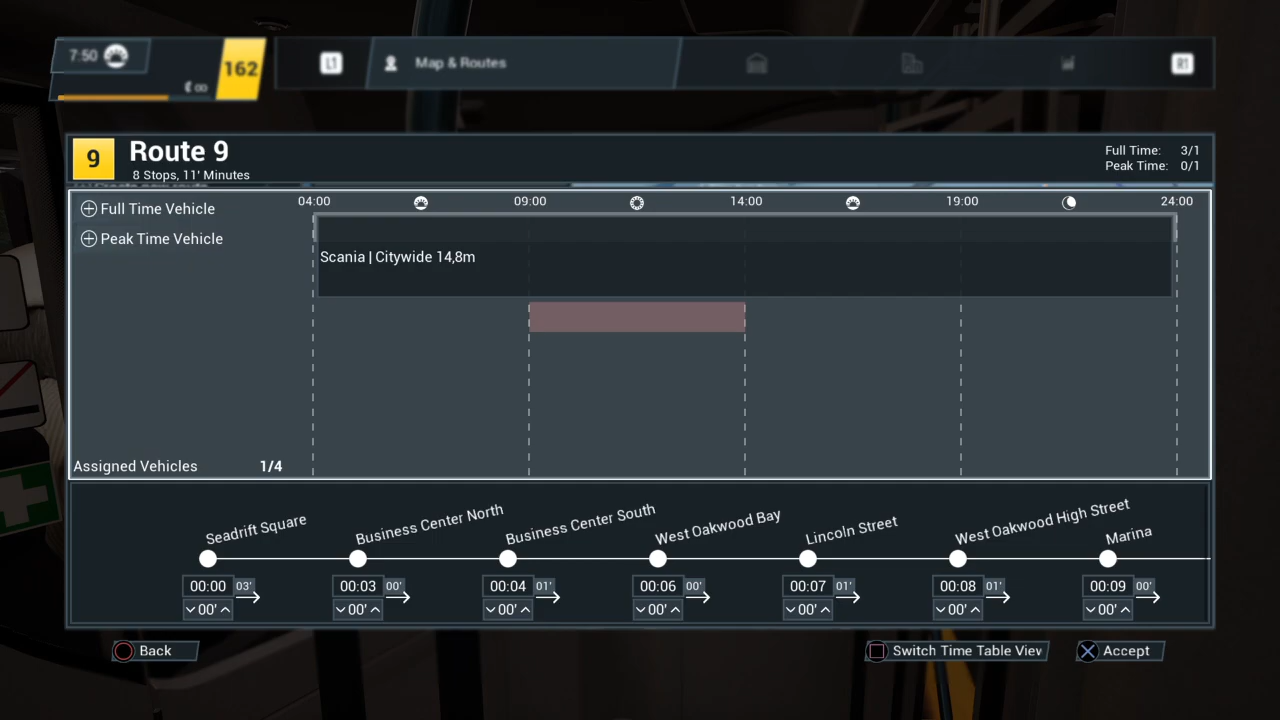 7:50
€ 00
162
L1
Map & Routes
R1
9
Route 9
8 Stops, 11' Minutes
Full Time: 3/1
Peak Time: 0/1
Full Time Vehicle
Peak Time Vehicle
04:00
09:00
14:00
19:00
24:00
Scania | Citywide 14,8m
Assigned Vehicles 1/4
Seadrift Square
Business Center North
Business Center South
West Oakwood Bay
Lincoln Street
West Oakwood High Street
Marina
00:00 03'
00:03 00'
00:04 01'
00:06 00'
00:07 01'
00:08 01'
00:09 00'
00'
00'
00'
00'
00'
00'
00'
Back
Switch Time Table View
Accept